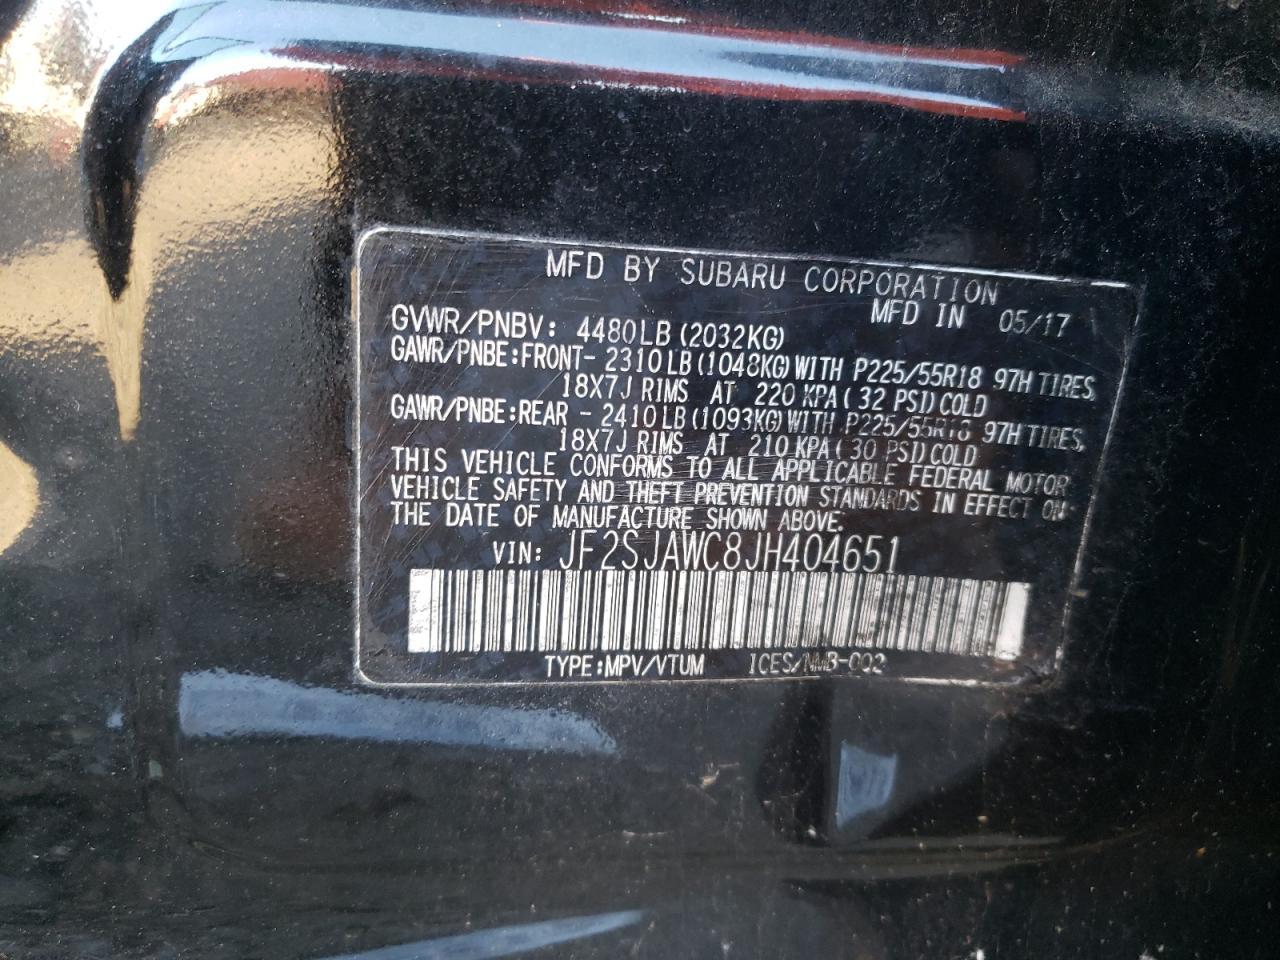 MFD BY SUBARU CORPORATION
MFD IN 05/17
GVWR/PNBV: 4480LB (2032KG)
GAWR/PNBE:FRONT- 2310LB (1048KG) WITH P225/55R18 97H TIRES,
18X7J RIMS AT 220 KPA ( 32 PSI) COLD
GAWR/PNBE:REAR - 2410LB (1093KG) WITH P225/55R18 97H TIRES,
18X7J RIMS AT 210 KPA ( 30 PSI) COLD
THIS VEHICLE CONFORMS TO ALL APPLICABLE FEDERAL MOTOR
VEHICLE SAFETY AND THEFT PREVENTION STANDARDS IN EFFECT ON
THE DATE OF MANUFACTURE SHOWN ABOVE.
VIN: JF2SJAWC8JH404651
TYPE:MPV/VTUM ICES/NMB-002